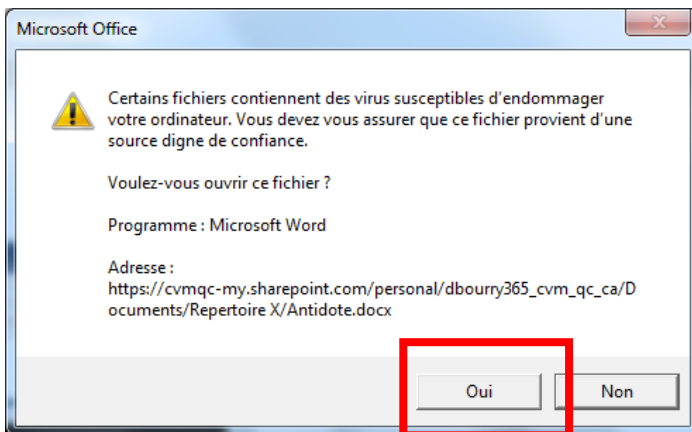 Microsoft Office
Certains fichiers contiennent des virus susceptibles d'endommager
votre ordinateur. Vous devez vous assurer que ce fichier provient d'une
source digne de confiance.
Voulez-vous ouvrir ce fichier ?
Programme : Microsoft Word
Adresse :
https://cvmqc-my.sharepoint.com/personal/dbourry365_cvm_qc_ca/D
ocuments/Repertoire X/Antidote.docx
Oui Non